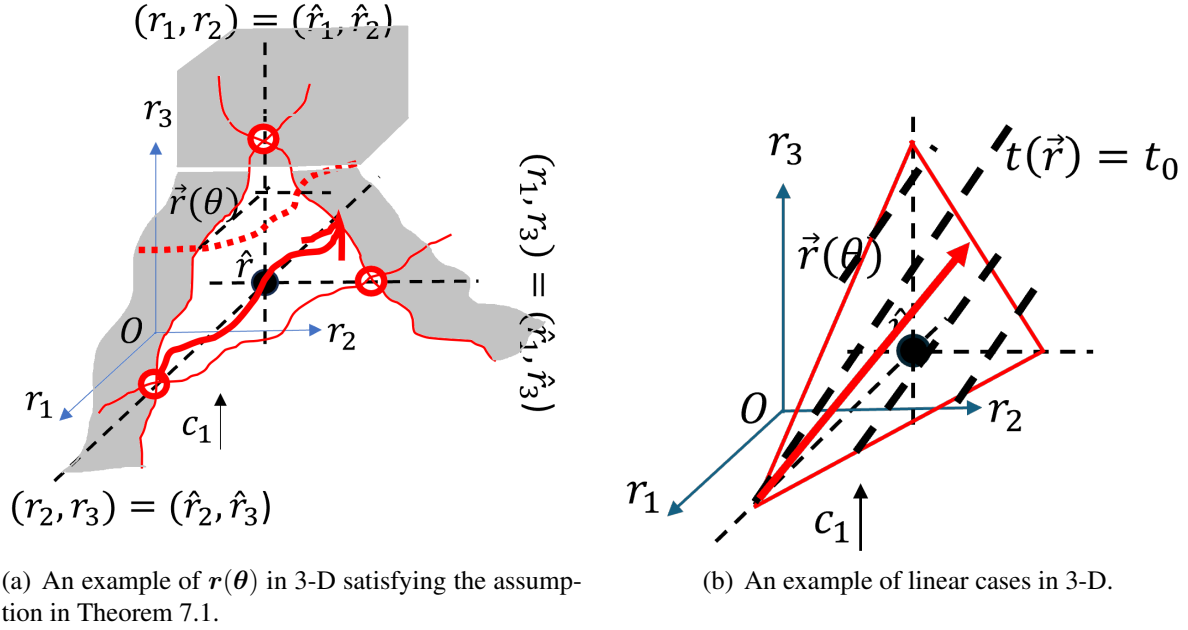 (r₁, r₂) = (r̂₁, r̂₂)
r₃
r⃗(θ)
r̂
O
r₂
r₁
c₁
(r₂, r₃) = (r̂₂, r̂₃)
(r₁, r₃) = (r̂₁, r̂₃)
r₃
t(r⃗) = t₀
r⃗(θ)
r̂
O
r₂
r₁
c₁
(a) An example of r(θ) in 3-D satisfying the assump-
tion in Theorem 7.1.
(b) An example of linear cases in 3-D.